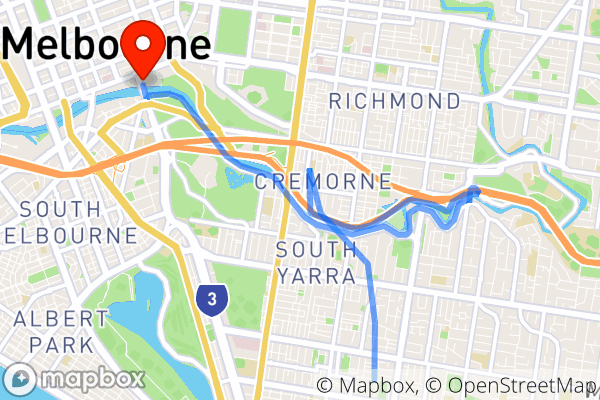 Melbourne
RICHMOND
CREMORNE
SOUTH
MELBOURNE
SOUTH
YARRA
3
ALBERT
PARK
mapbox
© Mapbox, © OpenStreetMap